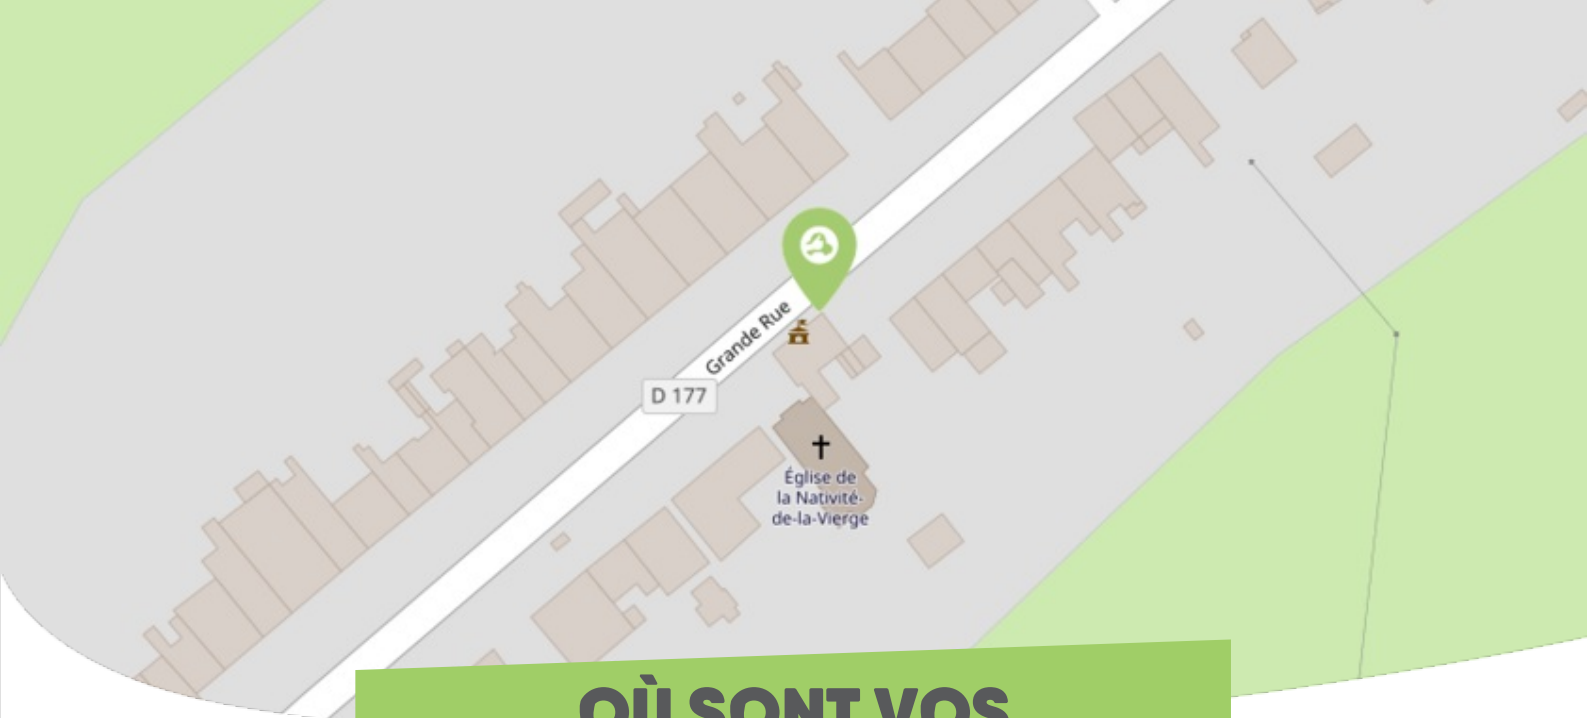 Grande Rue
D 177
Église de
la Nativité-
de-la-Vierge
OÙ SONT VOS